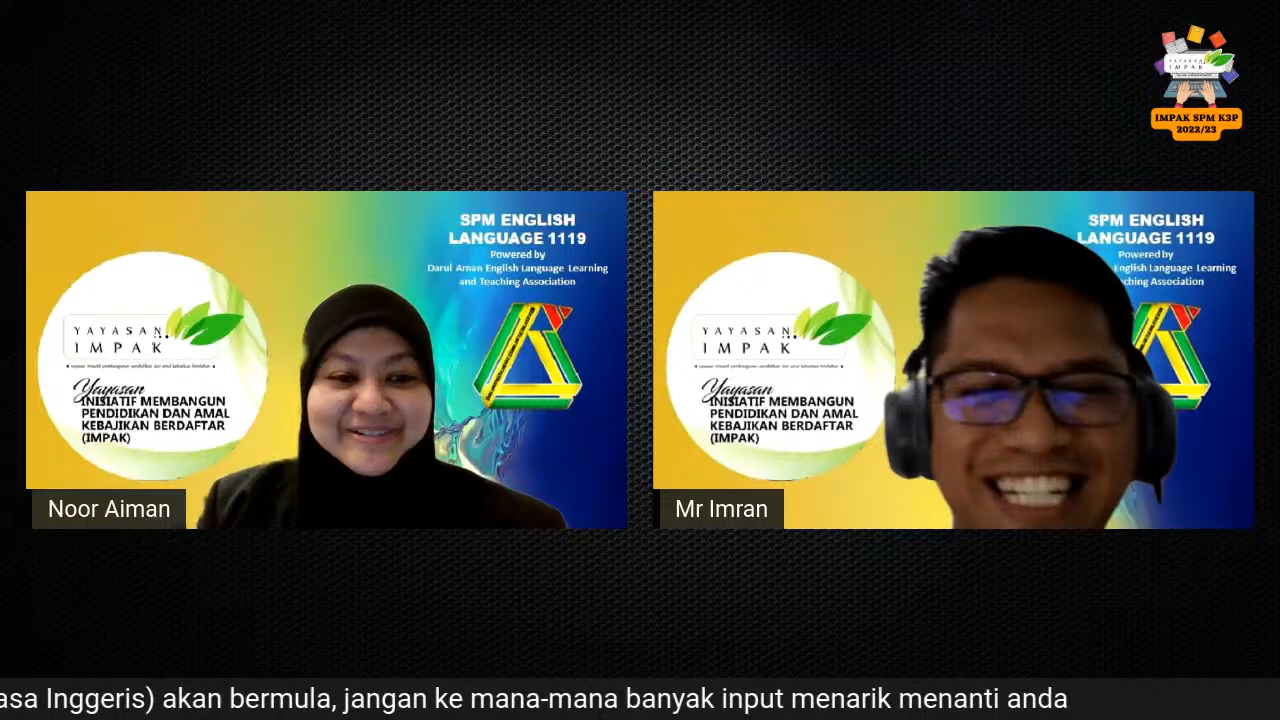 YAYASAN
IMPAK
IMPAK SPM K3P
2022/23
SPM ENGLISH
LANGUAGE 1119
Powered by
Darul Aman English Language Learning
and Teaching Association
YAYASAN
IMPAK
Yayasan
INISIATIF MEMBANGUN
PENDIDIKAN DAN AMAL
KEBAJIKAN BERDAFTAR
(IMPAK)
Noor Aiman
SPM ENGLISH
LANGUAGE 1119
Powered by
English Language Learning
ching Association
YAYASAN
IMPAK
Yayasan
INISIATIF MEMBANGUN
PENDIDIKAN DAN AMAL
KEBAJIKAN BERDAFTAR
(IMPAK)
Mr Imran
asa Inggeris) akan bermula, jangan ke mana-mana banyak input menarik menanti anda